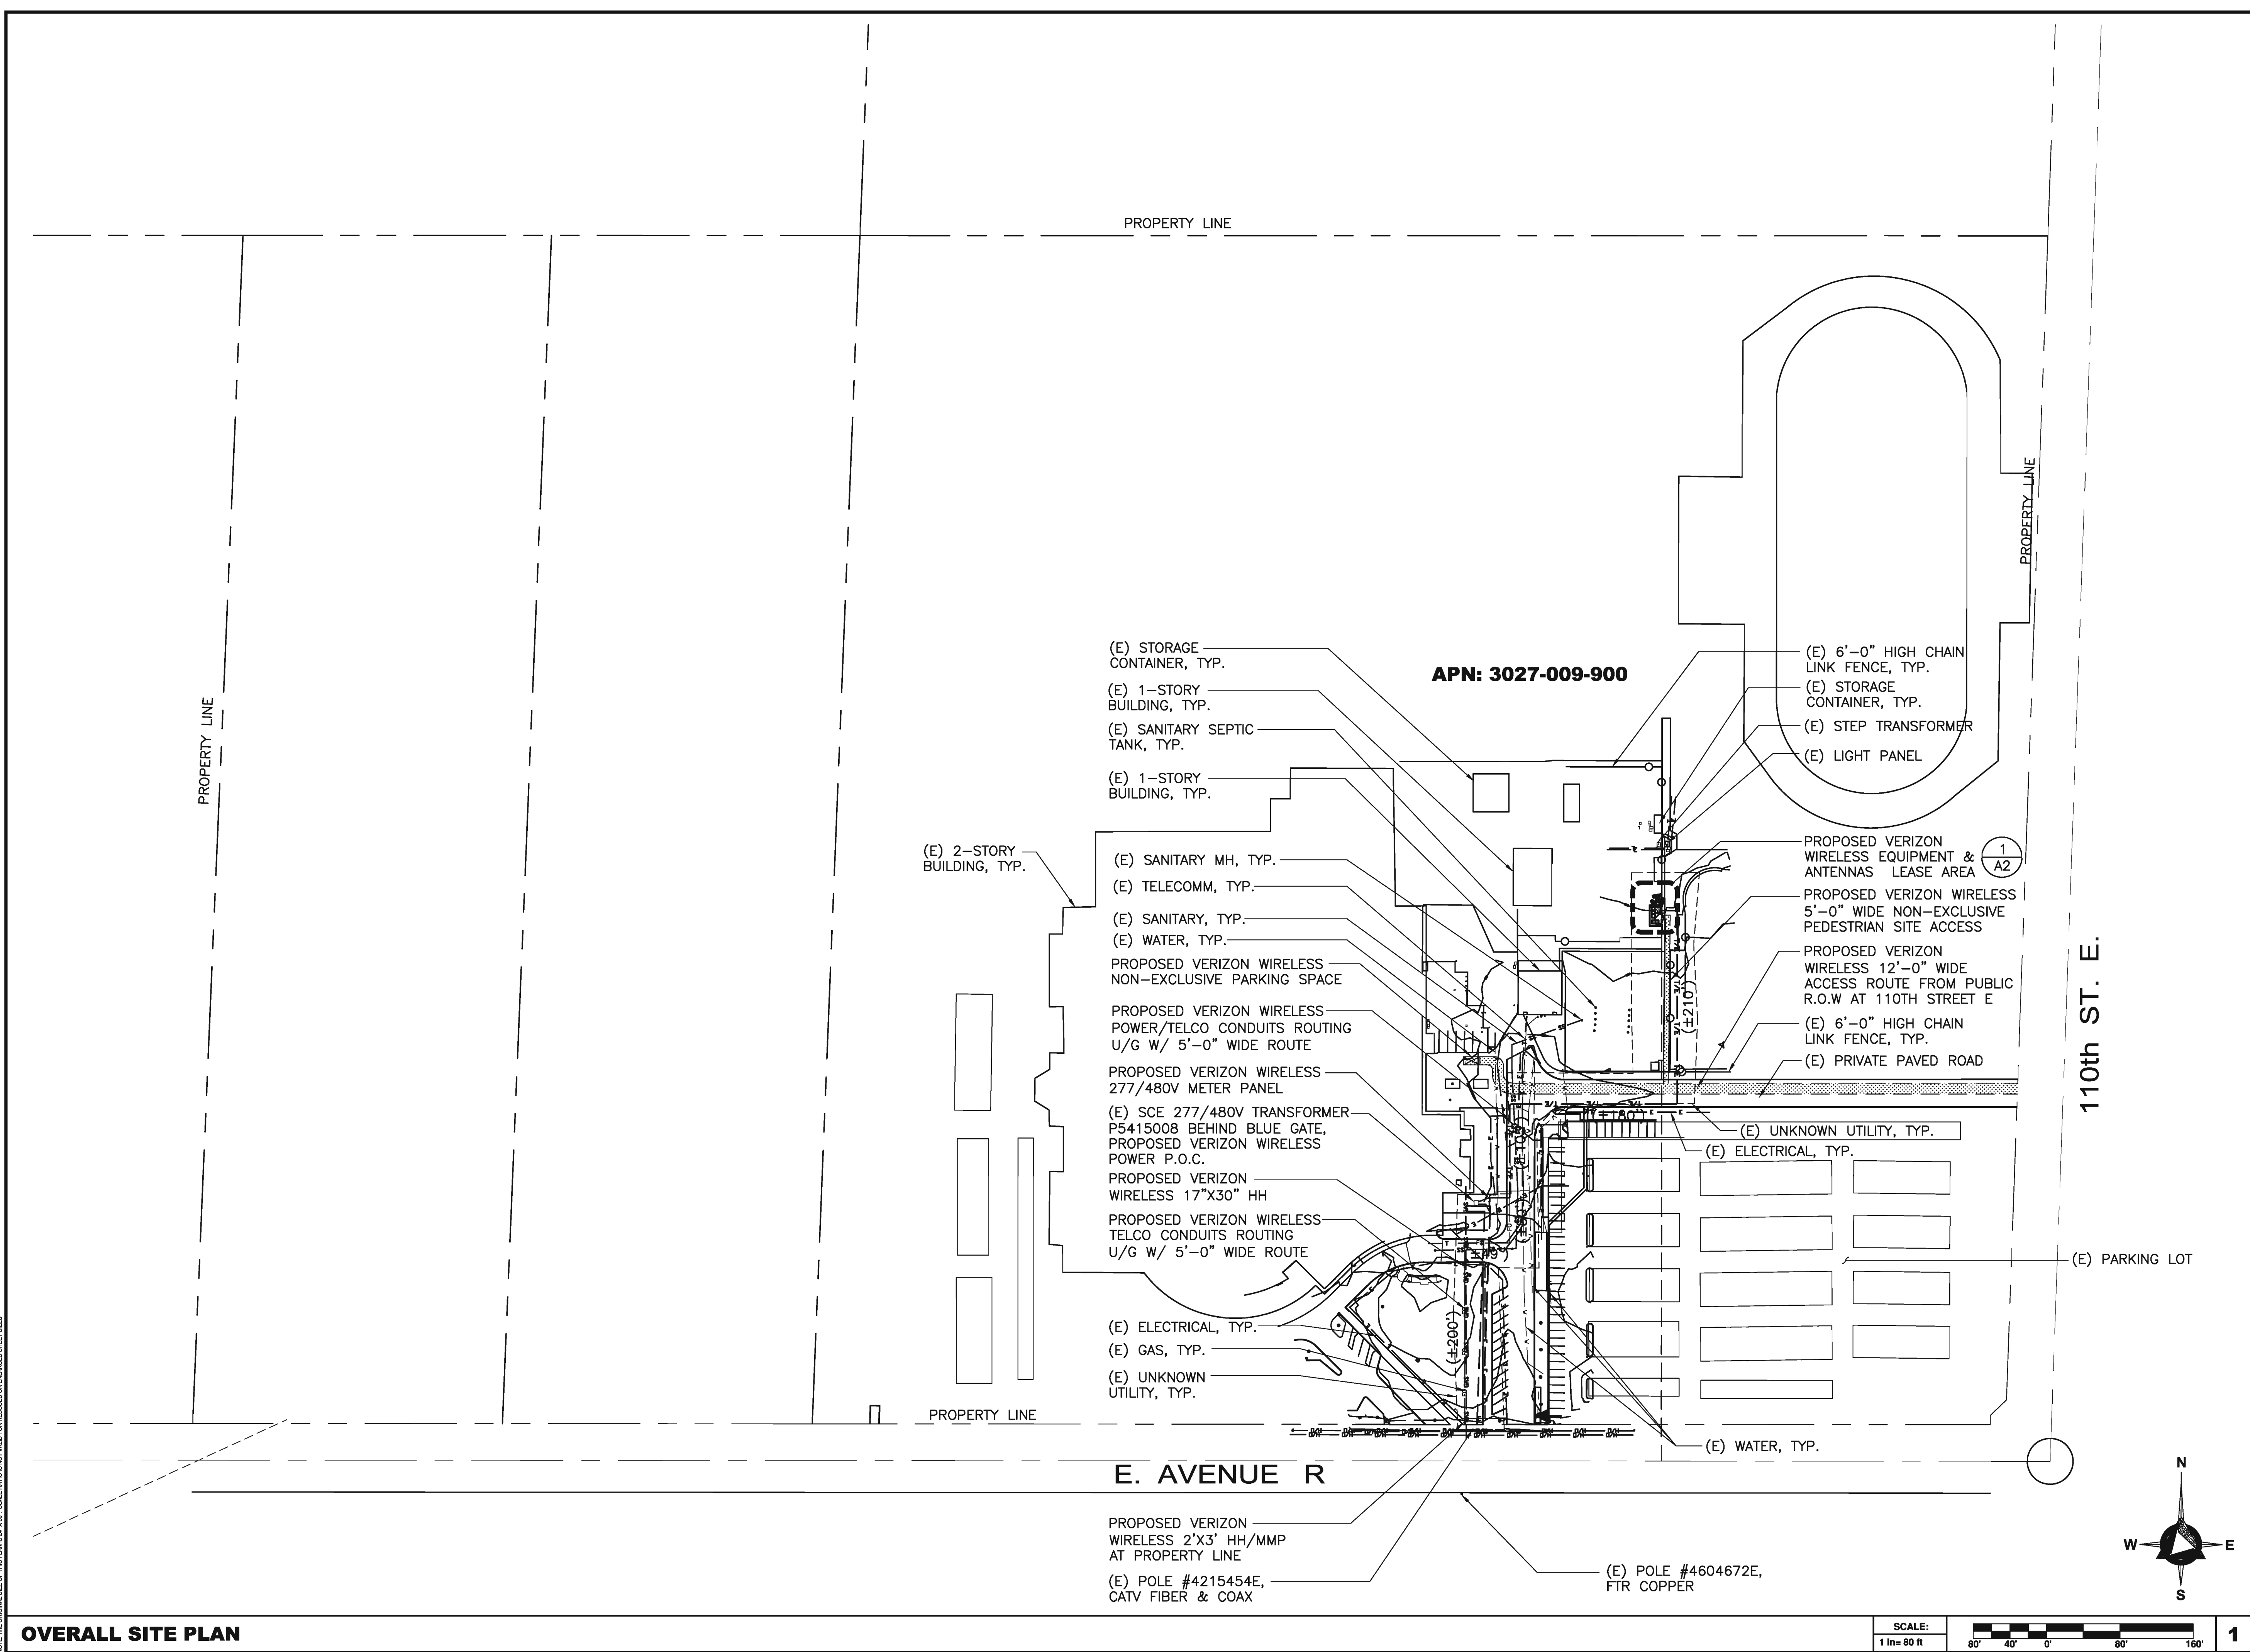 PROPERTY LINE
PROPERTY LINE
PROPERTY LINE
APN: 3027-009-900
(E) STORAGE
CONTAINER, TYP.
(E) 1-STORY
BUILDING, TYP.
(E) SANITARY SEPTIC
TANK, TYP.
(E) 1-STORY
BUILDING, TYP.
(E) 2-STORY
BUILDING, TYP.
(E) SANITARY MH, TYP.
(E) TELECOMM, TYP.
(E) SANITARY, TYP.
(E) WATER, TYP.
PROPOSED VERIZON WIRELESS
NON-EXCLUSIVE PARKING SPACE
PROPOSED VERIZON WIRELESS
POWER/TELCO CONDUITS ROUTING
U/G W/ 5'-0" WIDE ROUTE
PROPOSED VERIZON WIRELESS
277/480V METER PANEL
(E) SCE 277/480V TRANSFORMER
P5415008 BEHIND BLUE GATE,
PROPOSED VERIZON WIRELESS
POWER P.O.C.
PROPOSED VERIZON
WIRELESS 17"X30" HH
PROPOSED VERIZON WIRELESS
TELCO CONDUITS ROUTING
U/G W/ 5'-0" WIDE ROUTE
(E) ELECTRICAL, TYP.
(E) GAS, TYP.
(E) UNKNOWN
UTILITY, TYP.
PROPERTY LINE
(E) 6'-0" HIGH CHAIN
LINK FENCE, TYP.
(E) STORAGE
CONTAINER, TYP.
(E) STEP TRANSFORMER
(E) LIGHT PANEL
PROPOSED VERIZON
WIRELESS EQUIPMENT &
ANTENNAS LEASE AREA
1
A2
PROPOSED VERIZON WIRELESS
5'-0" WIDE NON-EXCLUSIVE
PEDESTRIAN SITE ACCESS
PROPOSED VERIZON
WIRELESS 12'-0" WIDE
ACCESS ROUTE FROM PUBLIC
R.O.W AT 110TH STREET E
(E) 6'-0" HIGH CHAIN
LINK FENCE, TYP.
(E) PRIVATE PAVED ROAD
(E) UNKNOWN UTILITY, TYP.
(E) ELECTRICAL, TYP.
(E) PARKING LOT
(E) WATER, TYP.
110th ST. E.
(±210')
(±200')
E. AVENUE R
PROPOSED VERIZON
WIRELESS 2'X3' HH/MMP
AT PROPERTY LINE
(E) POLE #4215454E,
CATV FIBER & COAX
(E) POLE #4604672E,
FTR COPPER
N
W
E
S
OVERALL SITE PLAN
SCALE:
1 in= 80 ft
80' 40' 0' 80' 160'
1